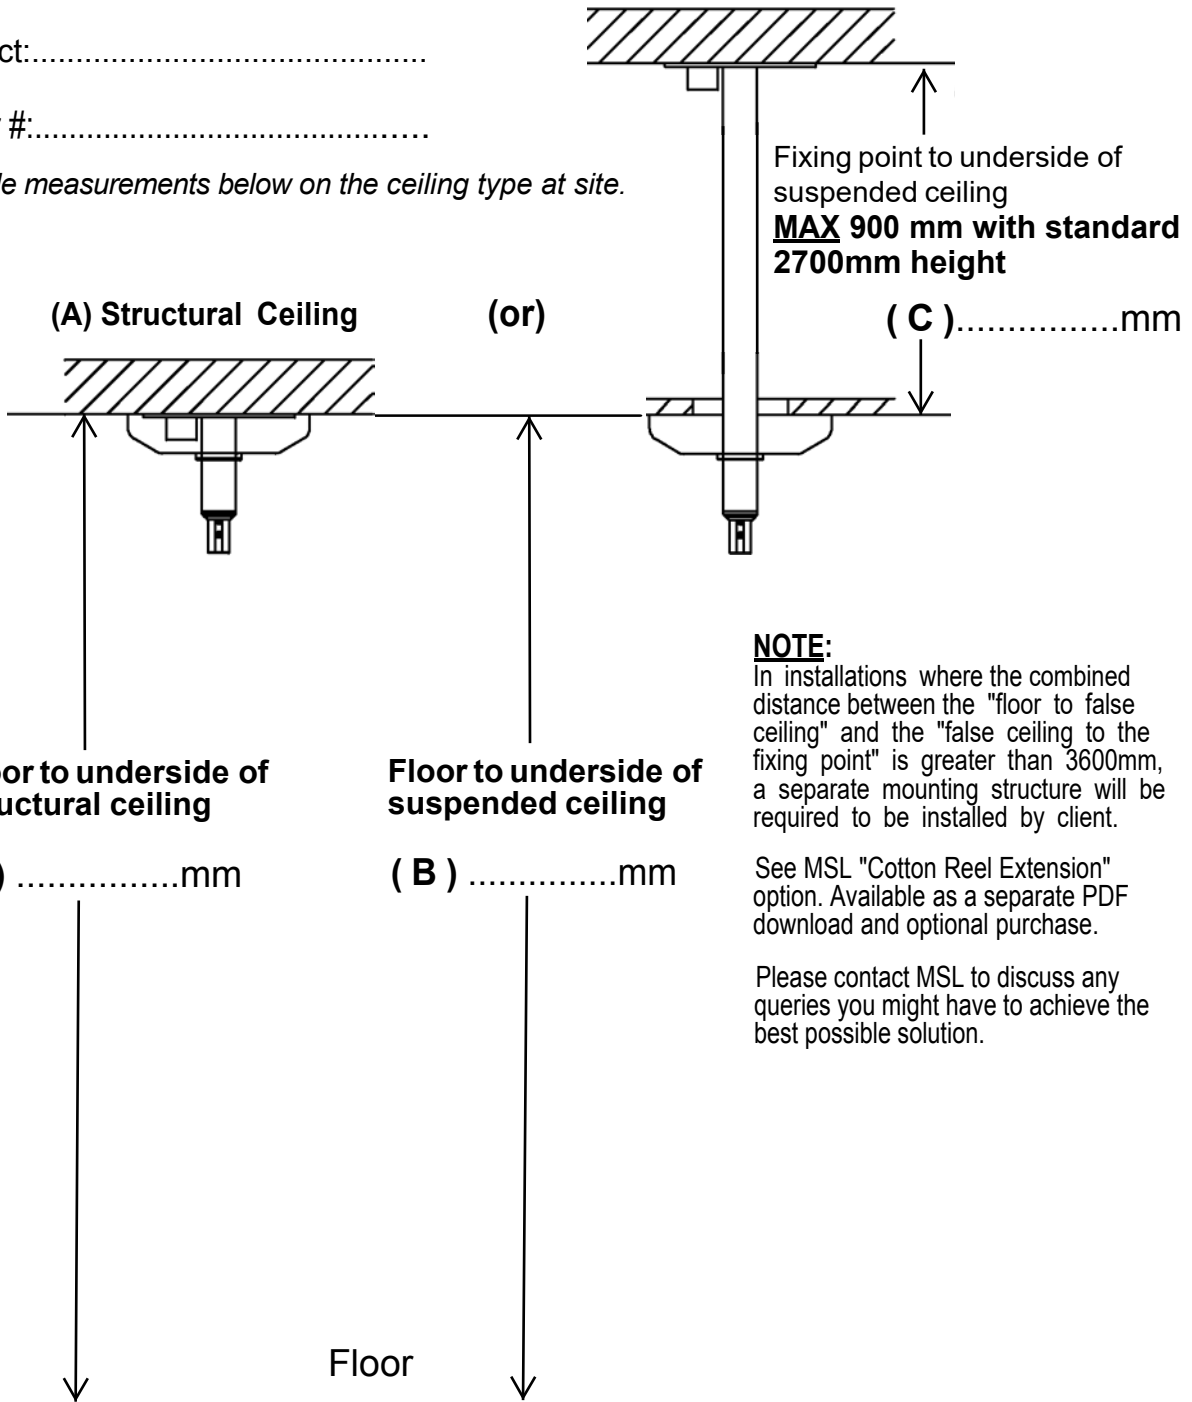 ct:................................................
#:................................................
measurements below on the ceiling type at site.
Fixing point to underside of
suspended ceiling
MAX 900 mm with standard
2700mm height
(A) Structural Ceiling
(or)
( C )................mm
Floor to underside of
suspended ceiling
( B ) ...............mm
to underside of
ceiling
) ................mm
NOTE:
In installations where the combined
distance between the "floor to false
ceiling" and the "false ceiling to the
fixing point" is greater than 3600mm,
a separate mounting structure will be
required to be installed by client.
See MSL "Cotton Reel Extension"
option. Available as a separate PDF
download and optional purchase.
Please contact MSL to discuss any
queries you might have to achieve the
best possible solution.
Floor